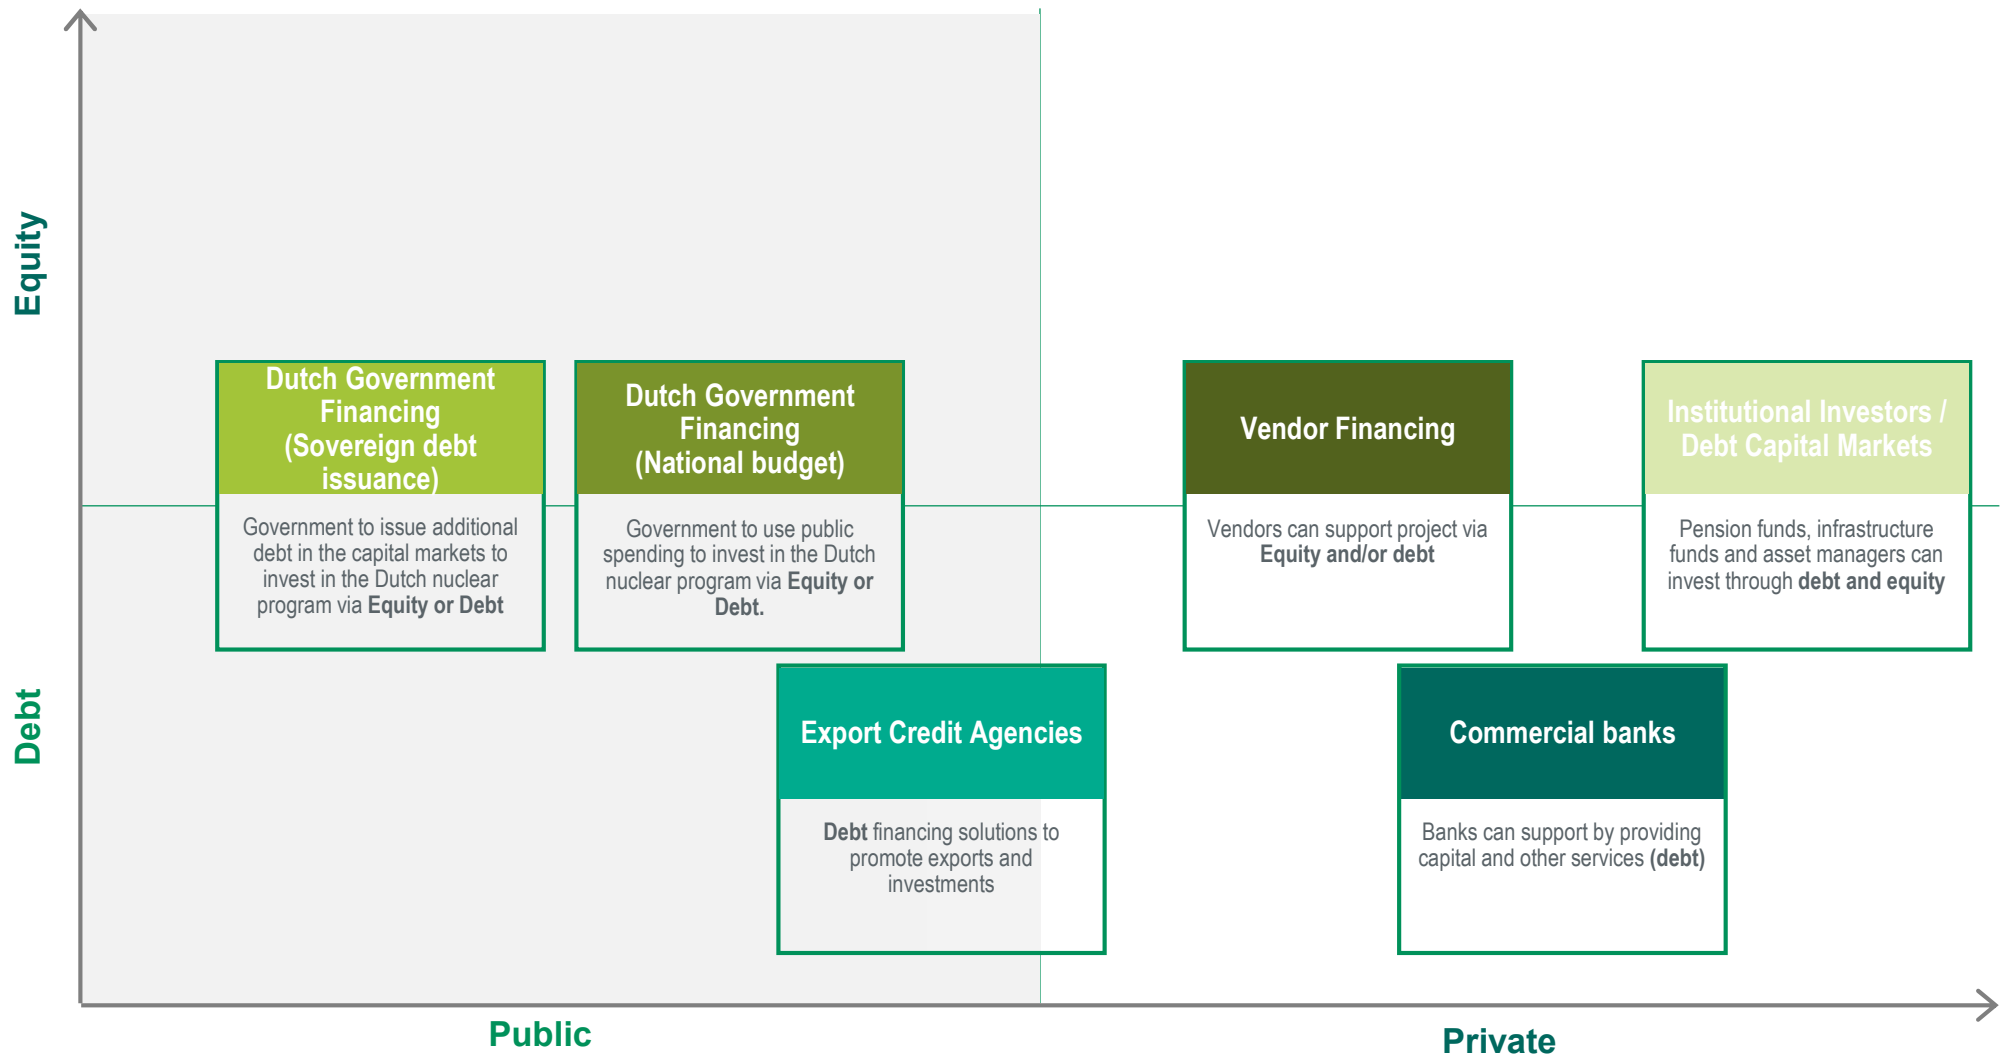 Equity
Dutch Government
Financing
(Sovereign debt
issuance)
Government to issue additional
debt in the capital markets to
invest in the Dutch nuclear
program via Equity or Debt
Dutch Government
Financing
(National budget)
Government to use public
spending to invest in the Dutch
nuclear program via Equity or
Debt.
Vendor Financing
Vendors can support project via
Equity and/or debt
Institutional Investors /
Debt Capital Markets
Pension funds, infrastructure
funds and asset managers can
invest through debt and equity
Debt
Export Credit Agencies
Debt financing solutions to
promote exports and
investments
Commercial banks
Banks can support by providing
capital and other services (debt)
Public
Private